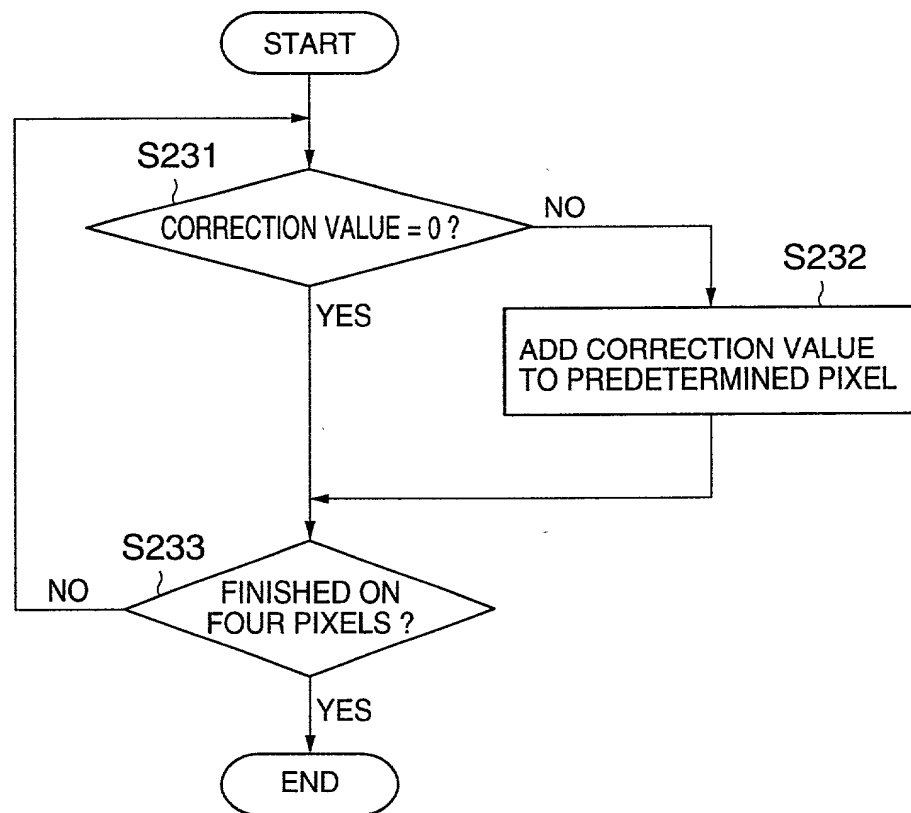 START
S231
CORRECTION VALUE = 0 ?
NO
YES
S232
ADD CORRECTION VALUE
TO PREDETERMINED PIXEL
S233
NO
FINISHED ON
FOUR PIXELS ?
YES
END